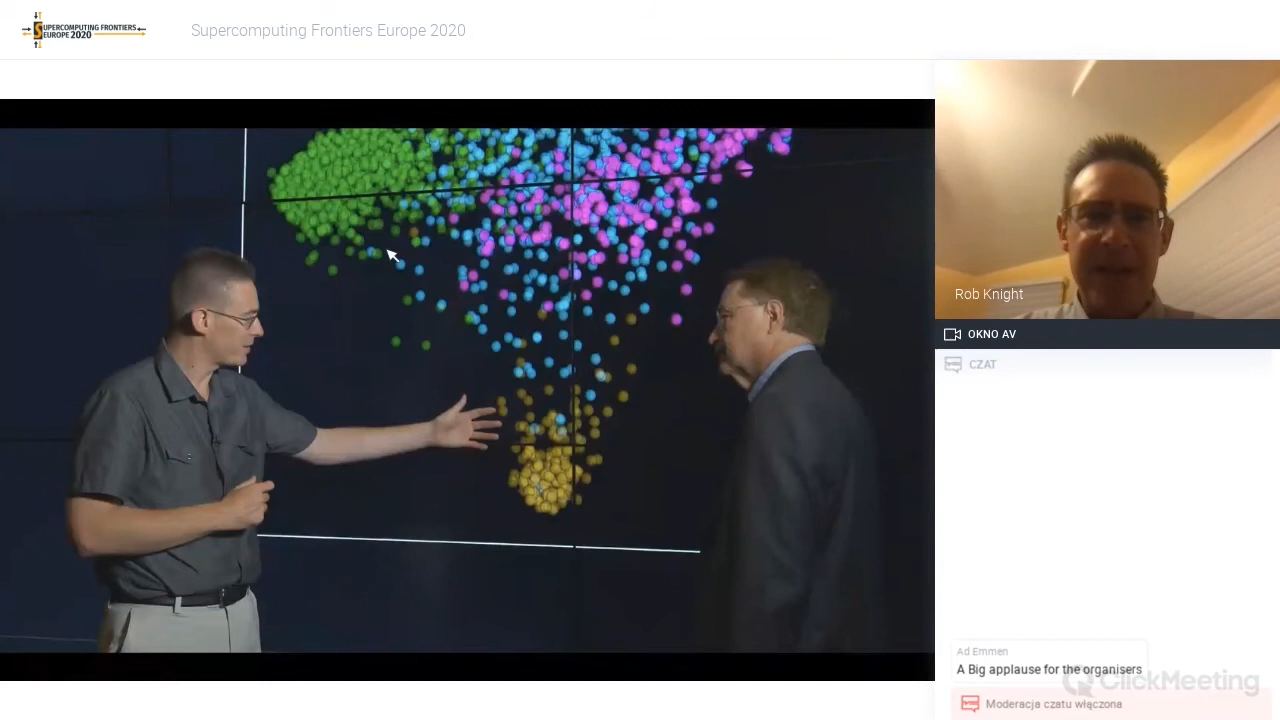 SUPERCOMPUTING FRONTIERS
EUROPE 2020
Supercomputing Frontiers Europe 2020
Rob Knight
OKNO AV
CZAT
Ad Emmen
A Big applause for the organisers
ClickMeeting
Moderacja czatu włączona